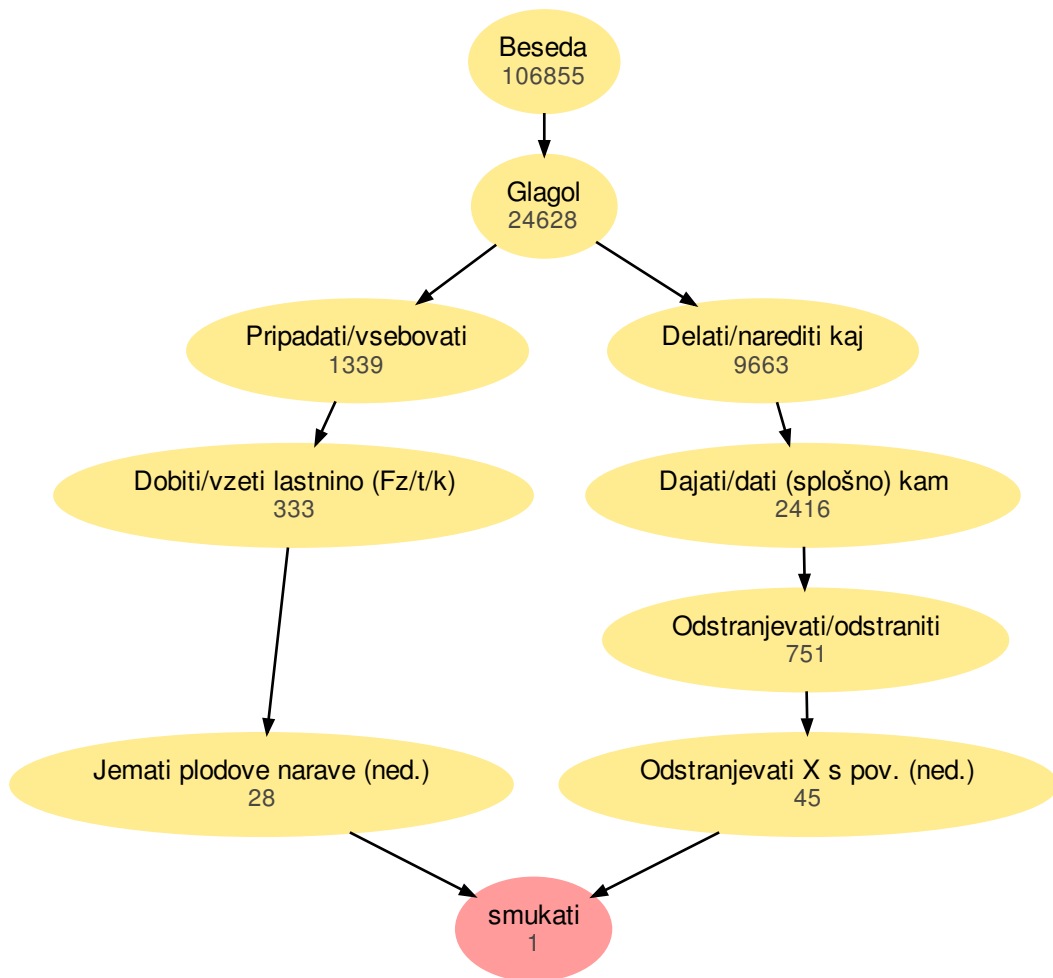 Beseda
106855
Glagol
24628
Pripadati/vsebovati
1339
Delati/narediti kaj
9663
Dobiti/vzeti lastnino (Fz/t/k)
333
Dajati/dati (splošno) kam
2416
Odstranjevati/odstraniti
751
Jemati plodove narave (ned.)
28
Odstranjevati X s pov. (ned.)
45
smukati
1